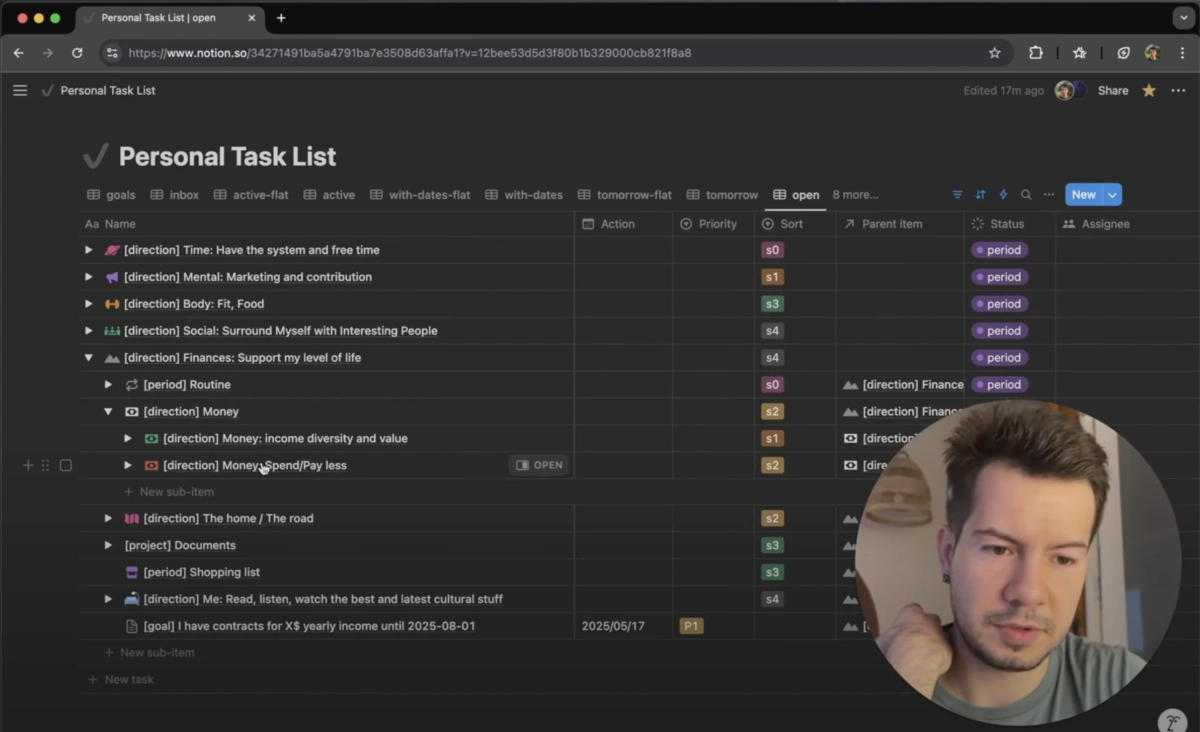 Personal Task List | open
https://www.notion.so/34271491ba5a4791ba7e3508d63affa1?v=12bee53d5d3f80b1b329000cb821f8a8
Personal Task List
Edited 17m ago
Share
Personal Task List
goals inbox active-flat active with-dates-flat with-dates tomorrow-flat tomorrow open 8 more... New
Aa Name Action Priority Sort Parent item Status Assignee
[direction] Time: Have the system and free time s0 period
[direction] Mental: Marketing and contribution s1 period
[direction] Body: Fit, Food s3 period
[direction] Social: Surround Myself with Interesting People s4 period
[direction] Finances: Support my level of life s4 period
[period] Routine s0 [direction] Finance period
[direction] Money s2 [direction] Financ
[direction] Money: income diversity and value s1 [direction]
[direction] Money: Spend/Pay less OPEN s2 [dire
+ New sub-item
[direction] The home / The road s2
[project] Documents s3
[period] Shopping list s3
[direction] Me: Read, listen, watch the best and latest cultural stuff s4
[goal] I have contracts for X$ yearly income until 2025-08-01 2025/05/17 P1 [
+ New sub-item
+ New task